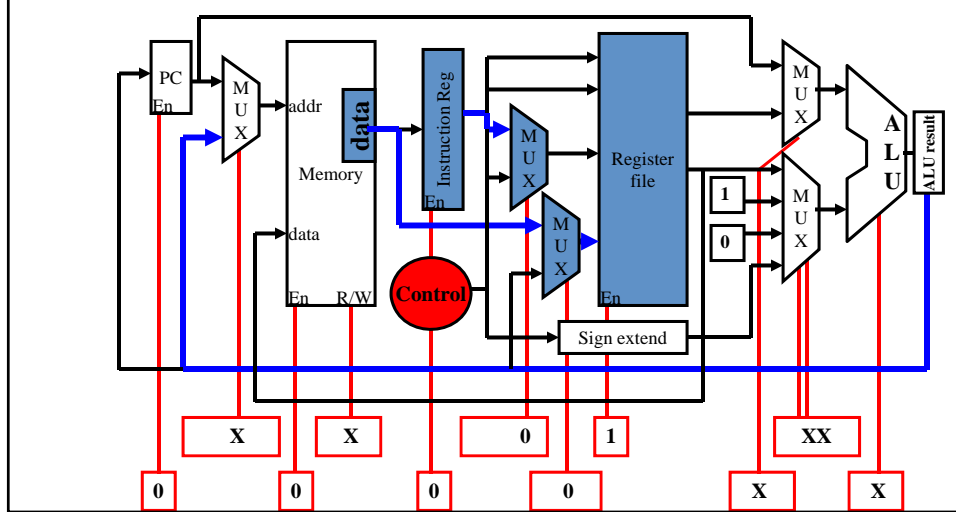 PC
En
M
U
X
addr
data
Memory
data
En
R/W
Instruction Reg
En
Control
M
U
X
M
U
X
Register
file
En
Sign extend
1
0
M
U
X
M
U
X
A
L
U
ALU result
X
X
0
1
XX
0
0
0
0
X
X